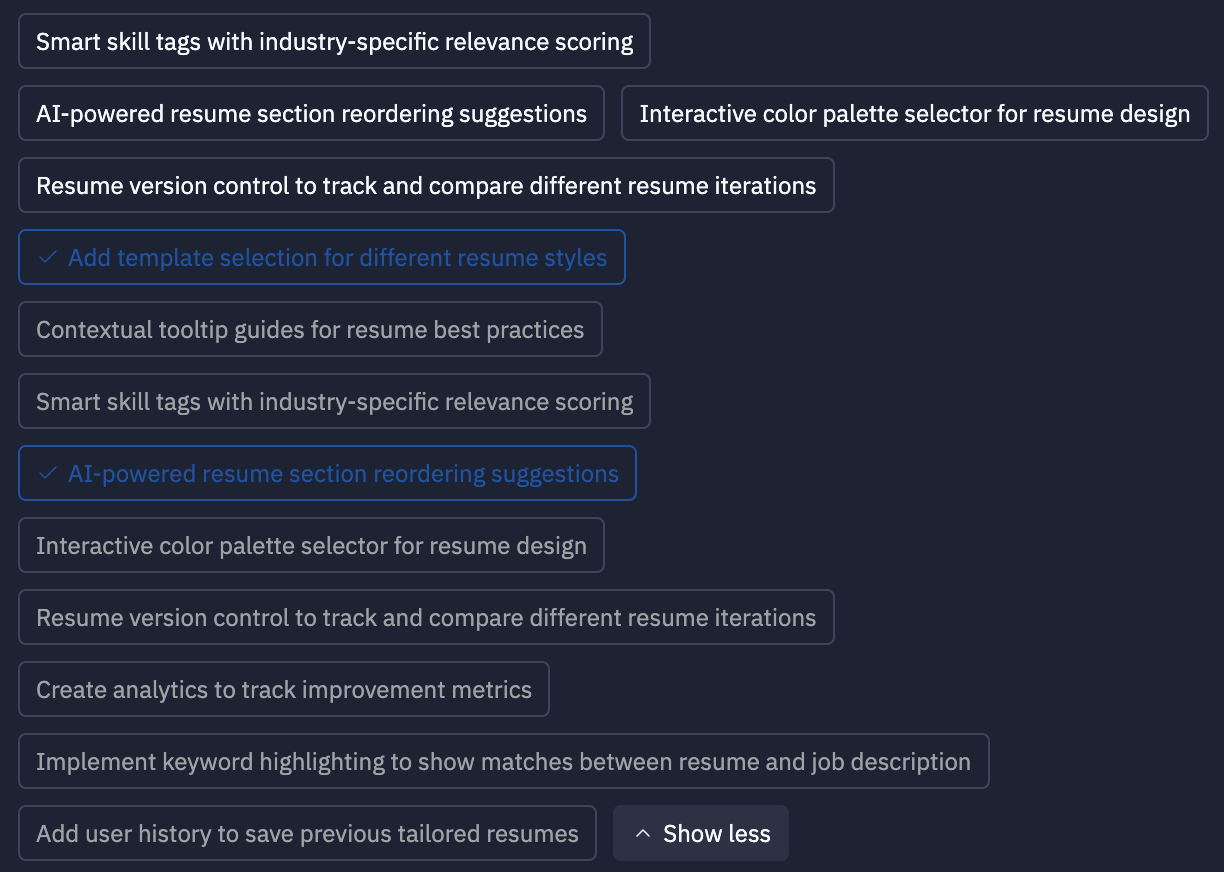 Smart skill tags with industry-specific relevance scoring
AI-powered resume section reordering suggestions
Interactive color palette selector for resume design
Resume version control to track and compare different resume iterations
Add template selection for different resume styles
Contextual tooltip guides for resume best practices
Smart skill tags with industry-specific relevance scoring
AI-powered resume section reordering suggestions
Interactive color palette selector for resume design
Resume version control to track and compare different resume iterations
Create analytics to track improvement metrics
Implement keyword highlighting to show matches between resume and job description
Add user history to save previous tailored resumes
Show less